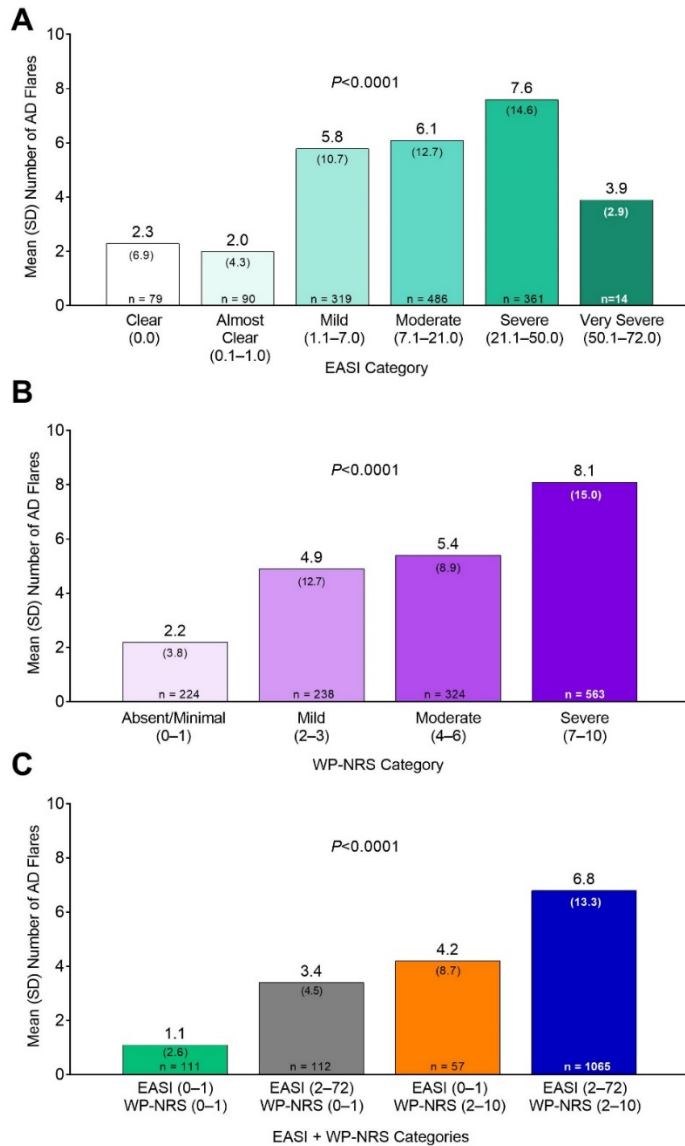 A
Mean (SD) Number of AD Flares
10
8
6
4
2
0
P<0.0001
2.3
(6.9)
n = 79
2.0
(4.3)
n = 90
5.8
(10.7)
n = 319
6.1
(12.7)
n = 486
7.6
(14.6)
n = 361
3.9
(2.9)
n=14
Clear
(0.0)
Almost
Clear
(0.1–1.0)
Mild
(1.1–7.0)
Moderate
(7.1–21.0)
Severe
(21.1–50.0)
Very Severe
(50.1–72.0)
EASI Category
B
Mean (SD) Number of AD Flares
10
8
6
4
2
0
P<0.0001
2.2
(3.8)
n = 224
4.9
(12.7)
n = 238
5.4
(8.9)
n = 324
8.1
(15.0)
n = 563
Absent/Minimal
(0–1)
Mild
(2–3)
Moderate
(4–6)
Severe
(7–10)
WP-NRS Category
C
Mean (SD) Number of AD Flares
10
8
6
4
2
0
P<0.0001
1.1
(2.6)
n = 111
3.4
(4.5)
n = 112
4.2
(8.7)
n = 57
6.8
(13.3)
n = 1065
EASI (0–1)
WP-NRS (0–1)
EASI (2–72)
WP-NRS (0–1)
EASI (0–1)
WP-NRS (2–10)
EASI (2–72)
WP-NRS (2–10)
EASI + WP-NRS Categories